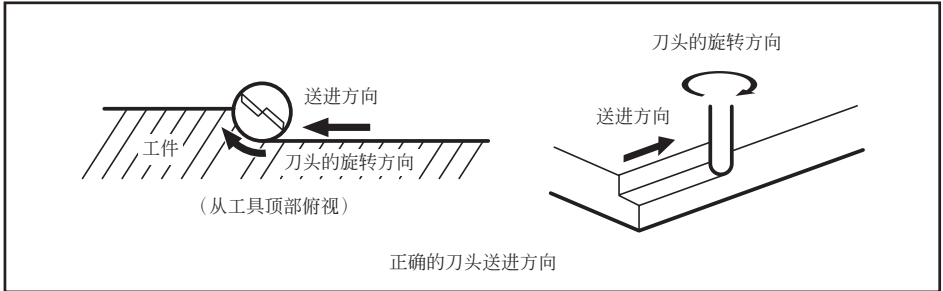 送进方向
工件
刀头的旋转方向
（从工具顶部俯视）
刀头的旋转方向
送进方向
正确的刀头送进方向